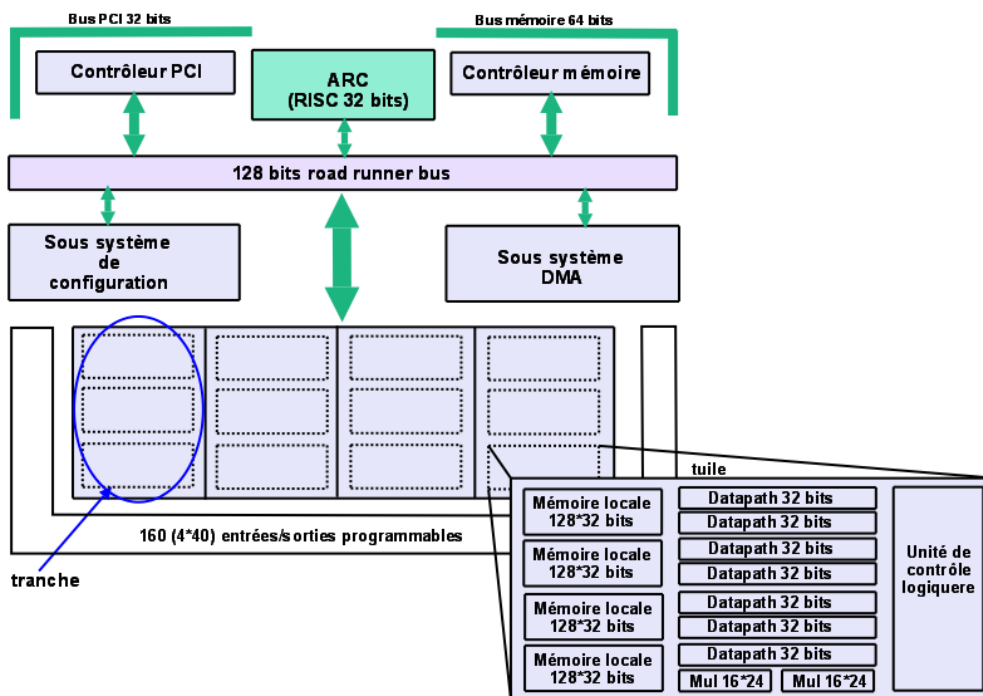 Bus PCI 32 bits
Bus mémoire 64 bits
Contrôleur PCI
ARC
(RISC 32 bits)
Contrôleur mémoire
128 bits road runner bus
Sous système
de
configuration
Sous système
DMA
160 (4*40) entrées/sorties programmables
tranche
tuile
Mémoire locale
128*32 bits
Mémoire locale
128*32 bits
Mémoire locale
128*32 bits
Mémoire locale
128*32 bits
Datapath 32 bits
Datapath 32 bits
Datapath 32 bits
Datapath 32 bits
Datapath 32 bits
Datapath 32 bits
Datapath 32 bits
Mul 16*24
Mul 16*24
Unité de
contrôle
logiquere